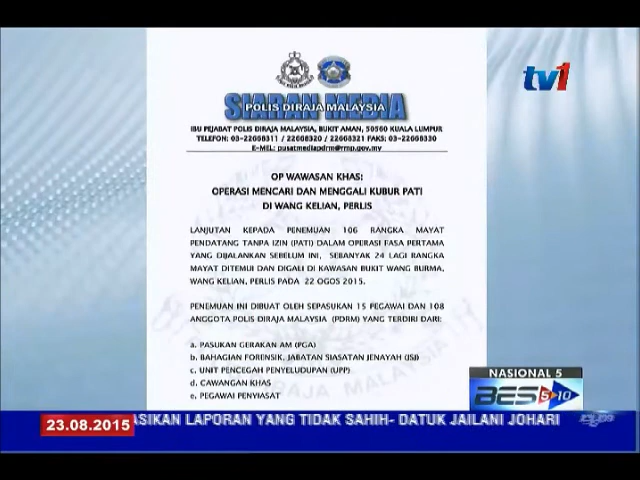 tv1
SIARAN MEDIA
POLIS DIRAJA MALAYSIA
IBU PEJABAT POLIS DIRAJA MALAYSIA, BUKIT AMAN, 50560 KUALA LUMPUR
TELEFON: 03-22668311 / 22668320 / 22668321 FAKS: 03-22668330
E-MEL: pusatmediapdrm@rmp.gov.my
OP WAWASAN KHAS:
OPERASI MENCARI DAN MENGGALI KUBUR PATI
DI WANG KELIAN, PERLIS
LANJUTAN KEPADA PENEMUAN 106 RANGKA MAYAT
PENDATANG TANPA IZIN (PATI) DALAM OPERASI FASA PERTAMA
YANG DIJALANKAN SEBELUM INI, SEBANYAK 24 LAGI RANGKA
MAYAT DITEMUI DAN DIGALI DI KAWASAN BUKIT WANG BURMA,
WANG KELIAN, PERLIS PADA 22 OGOS 2015.
PENEMUAN INI DIBUAT OLEH SEPASUKAN 15 PEGAWAI DAN 108
ANGGOTA POLIS DIRAJA MALAYSIA (PDRM) YANG TERDIRI DARI:
a. PASUKAN GERAKAN AM (PGA)
b. BAHAGIAN FORENSIK, JABATAN SIASATAN JENAYAH (JSJ)
c. UNIT PENCEGAH PENYELUDUPAN (UPP)
d. CAWANGAN KHAS
e. PEGAWAI PENYIASAT
DIRAJA MALAYSIA
NASIONAL 5
BES 5 10
23.08.2015
ASIKAN LAPORAN YANG TIDAK SAHIH- DATUK JAILANI JOHARI